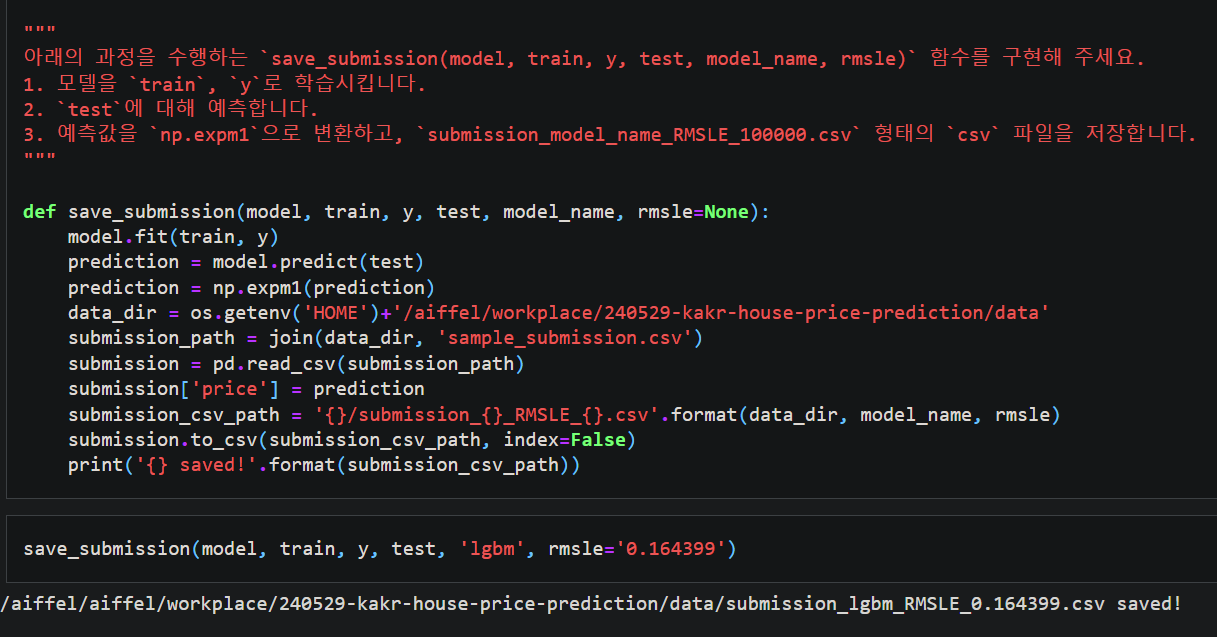 """
아래의 과정을 수행하는 `save_submission(model, train, y, test, model_name, rmsle)` 함수를 구현해 주세요.
1. 모델을 `train`, `y`로 학습시킵니다.
2. `test`에 대해 예측합니다.
3. 예측값을 `np.expm1`으로 변환하고, `submission_model_name_RMSLE_100000.csv` 형태의 `csv` 파일을 저장합니다.
"""
def save_submission(model, train, y, test, model_name, rmsle=None):
    model.fit(train, y)
    prediction = model.predict(test)
    prediction = np.expm1(prediction)
    data_dir = os.getenv('HOME')+'/aiffel/workplace/240529-kakr-house-price-prediction/data'
    submission_path = join(data_dir, 'sample_submission.csv')
    submission = pd.read_csv(submission_path)
    submission['price'] = prediction
    submission_csv_path = '{}/submission_{}_RMSLE_{}.csv'.format(data_dir, model_name, rmsle)
    submission.to_csv(submission_csv_path, index=False)
    print('{} saved!'.format(submission_csv_path))
save_submission(model, train, y, test, 'lgbm', rmsle='0.164399')
/aiffel/aiffel/workplace/240529-kakr-house-price-prediction/data/submission_lgbm_RMSLE_0.164399.csv saved!